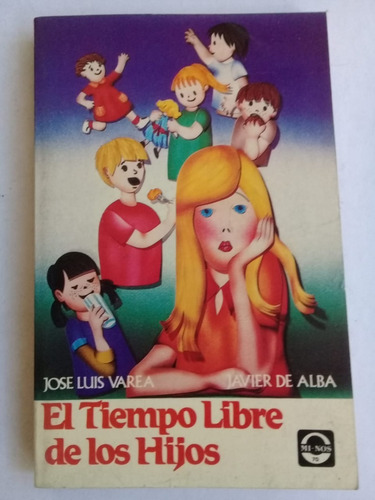 JOSE LUIS VAREA
JAVIER DE ALBA
El Tiempo Libre
de los Hijos
MI-NOS